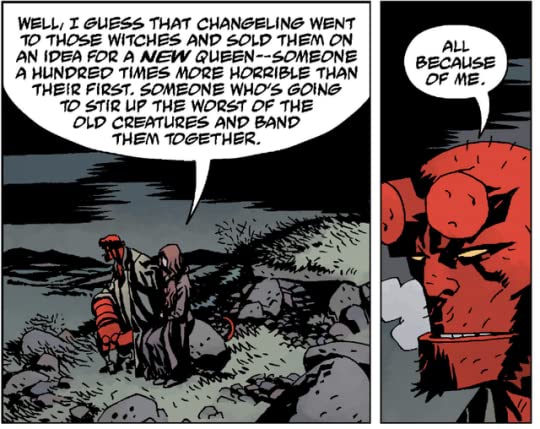 WELL, I GUESS THAT CHANGELING WENT
TO THOSE WITCHES AND SOLD THEM ON
AN IDEA FOR A NEW QUEEN--SOMEONE
A HUNDRED TIMES MORE HORRIBLE THAN
THEIR FIRST. SOMEONE WHO'S GOING
TO STIR UP THE WORST OF THE
OLD CREATURES AND BAND
THEM TOGETHER.
ALL
BECAUSE
OF ME.